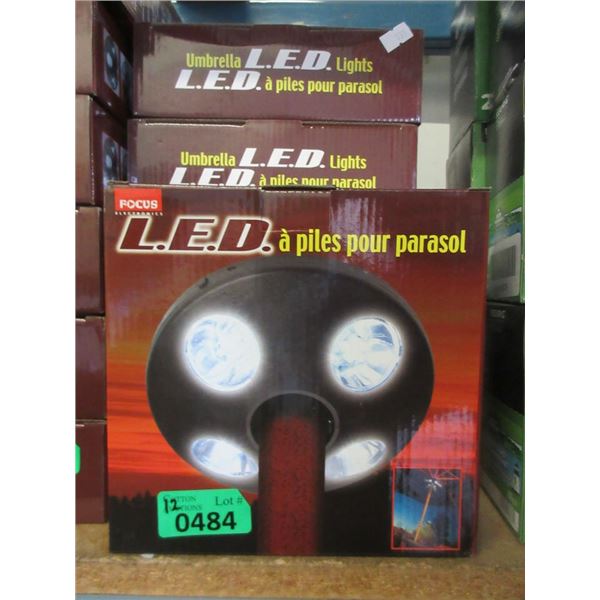 Umbrella L.E.D. Lights
L.E.D. à piles pour parasol
Umbrella L.E.D. Lights
L.E.D. à piles pour parasol
FOCUS
ELECTRONICS
L.E.D. à piles pour parasol
12
Lot #
0484